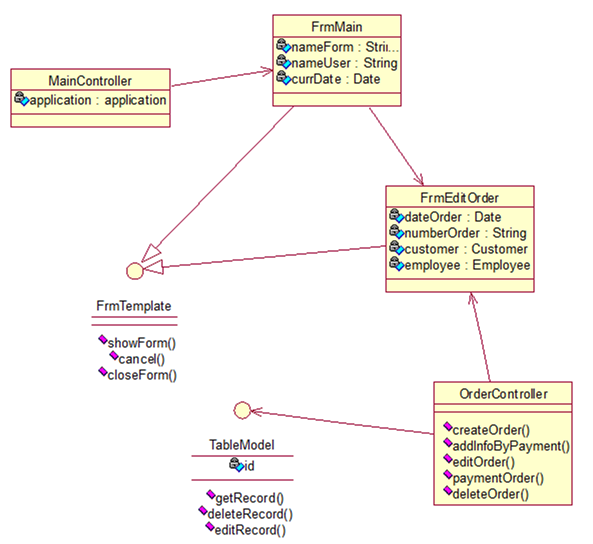 FrmMain
nameForm : Strin...
nameUser : String
currDate : Date
MainController
application : application
FrmEditOrder
dateOrder : Date
numberOrder : String
customer : Customer
employee : Employee
FrmTemplate
showForm()
cancel()
closeForm()
OrderController
createOrder()
addInfoByPayment()
editOrder()
paymentOrder()
deleteOrder()
TableModel
id
getRecord()
deleteRecord()
editRecord()